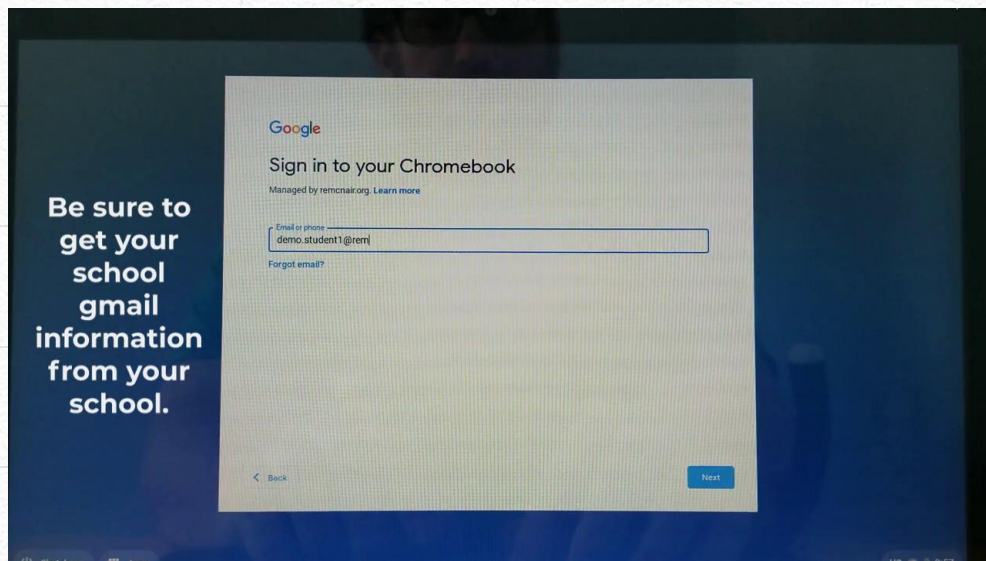 Be sure to
get your
school
gmail
information
from your
school.
Google
Sign in to your Chromebook
Managed by remcnair.org. Learn more
Email or phone
demo.student1@rem
Forgot email?
Back
Next